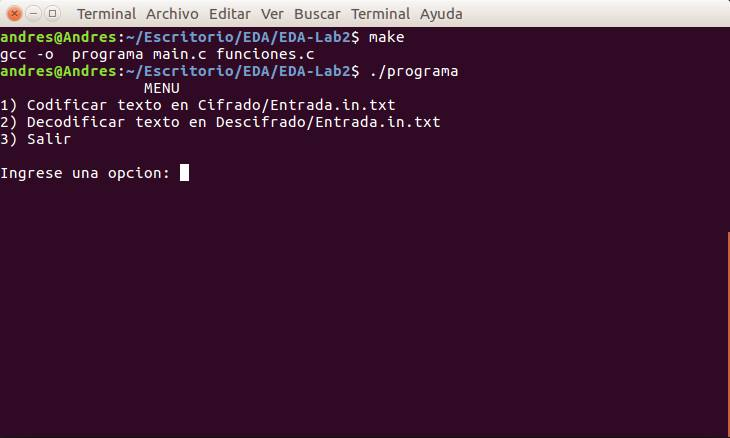 Terminal Archivo Editar Ver Buscar Terminal Ayuda
andres@Andres:~/Escritorio/EDA/EDA-Lab2$ make
gcc -o  programa main.c funciones.c
andres@Andres:~/Escritorio/EDA/EDA-Lab2$ ./programa
                MENU
1) Codificar texto en Cifrado/Entrada.in.txt
2) Decodificar texto en Descifrado/Entrada.in.txt
3) Salir
Ingrese una opcion: